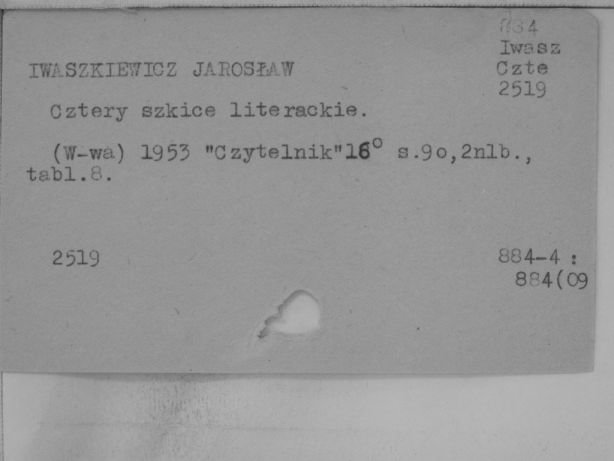 884
Iwasz
IWASZKIEWICZ JAROSŁAW Czte
2519
Cztery szkice literackie.
(W-wa) 1953 "Czytelnik"16° s.9o,2nlb.,
tabl.8.
2519 884-4 :
884(09